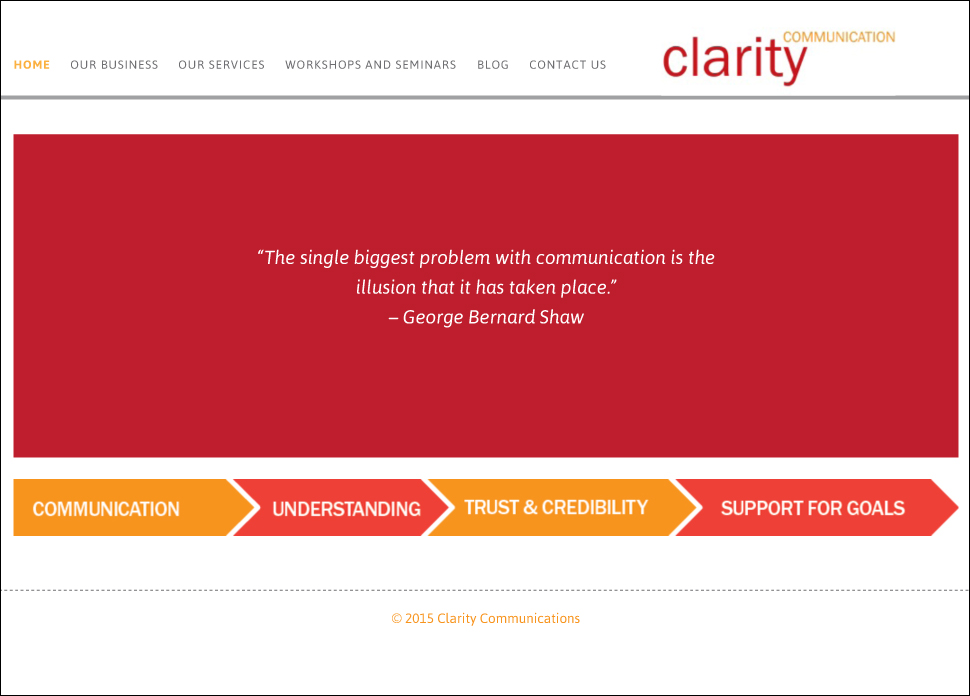 HOME OUR BUSINESS OUR SERVICES WORKSHOPS AND SEMINARS BLOG CONTACT US
clarity COMMUNICATION
“The single biggest problem with communication is the
illusion that it has taken place.”
– George Bernard Shaw
COMMUNICATION UNDERSTANDING TRUST & CREDIBILITY SUPPORT FOR GOALS
© 2015 Clarity Communications